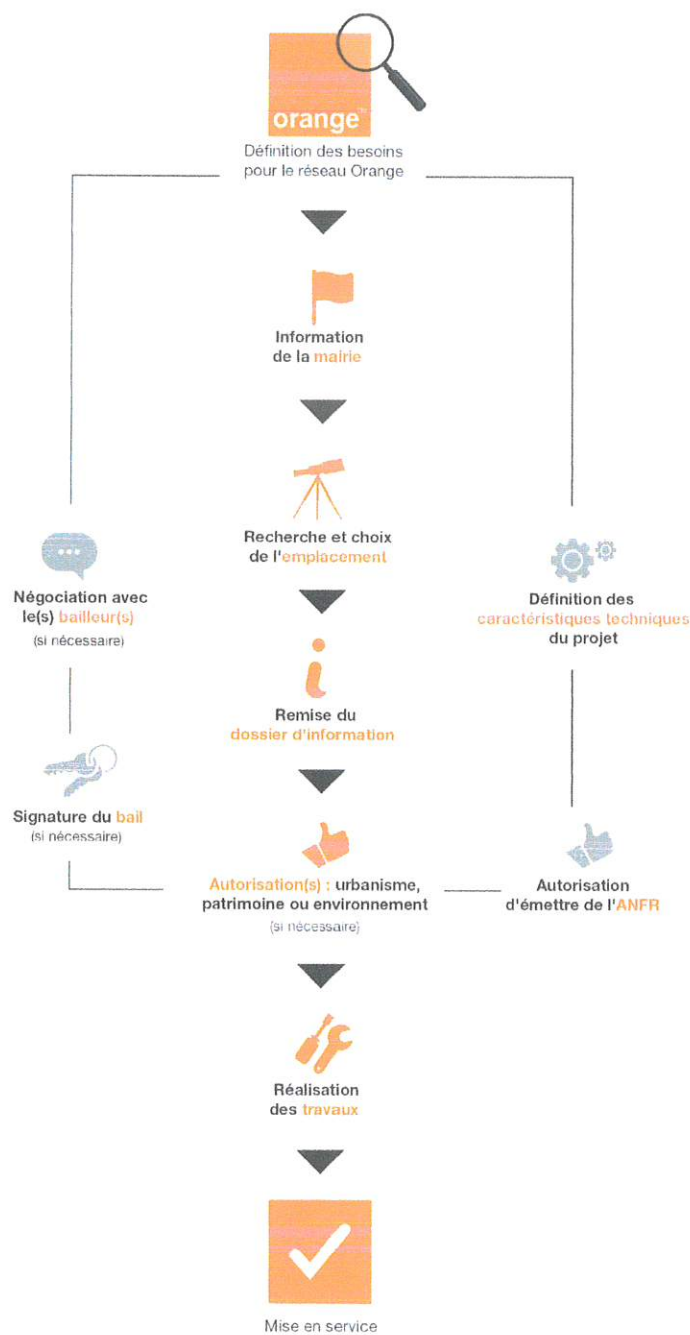 orange™
Définition des besoins
pour le réseau Orange
Information
de la mairie
Recherche et choix
de l'emplacement
Négociation avec
le(s) bailleur(s)
(si nécessaire)
Définition des
caractéristiques techniques
du projet
Remise du
dossier d'information
Signature du bail
(si nécessaire)
Autorisation(s) : urbanisme,
patrimoine ou environnement
(si nécessaire)
Autorisation
d'émettre de l'ANFR
Réalisation
des travaux
Mise en service